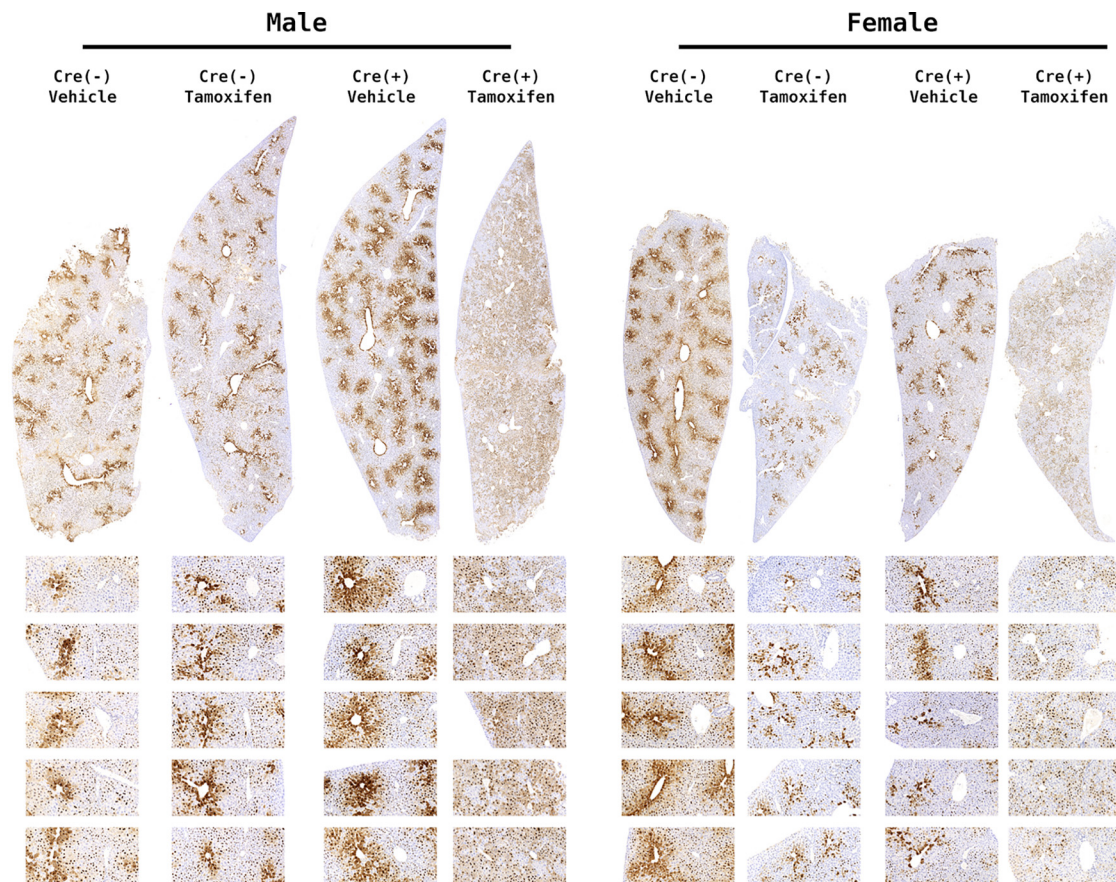 Male
Female
Cre(-)
Vehicle
Cre(-)
Tamoxifen
Cre(+)
Vehicle
Cre(+)
Tamoxifen
Cre(-)
Vehicle
Cre(-)
Tamoxifen
Cre(+)
Vehicle
Cre(+)
Tamoxifen